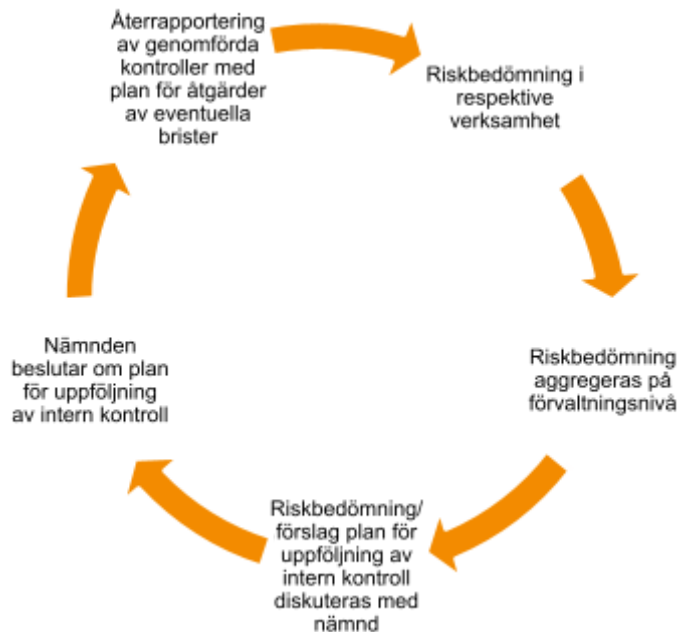 Återrapportering
av genomförda
kontroller med
plan för åtgärder
av eventuella
brister
Riskbedömning i
respektive
verksamhet
Riskbedömning
aggregeras på
förvaltningsnivå
Riskbedömning/
förslag plan för
uppföljning av
intern kontroll
diskuteras med
nämnd
Nämnden
beslutar om plan
för uppföljning
av intern kontroll